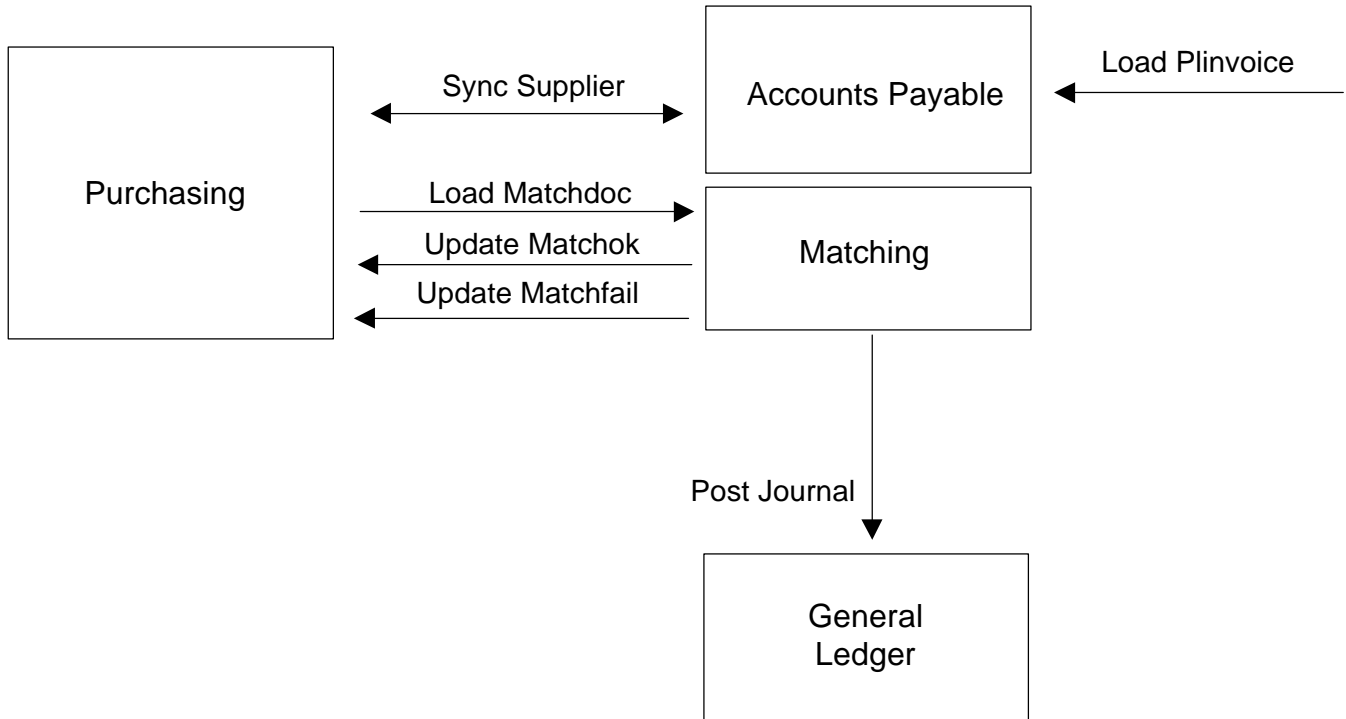 Load Plinvoice
Sync Supplier
Accounts Payable
Purchasing
Load Matchdoc
Update Matchok
Matching
Update Matchfail
Post Journal
General
Ledger